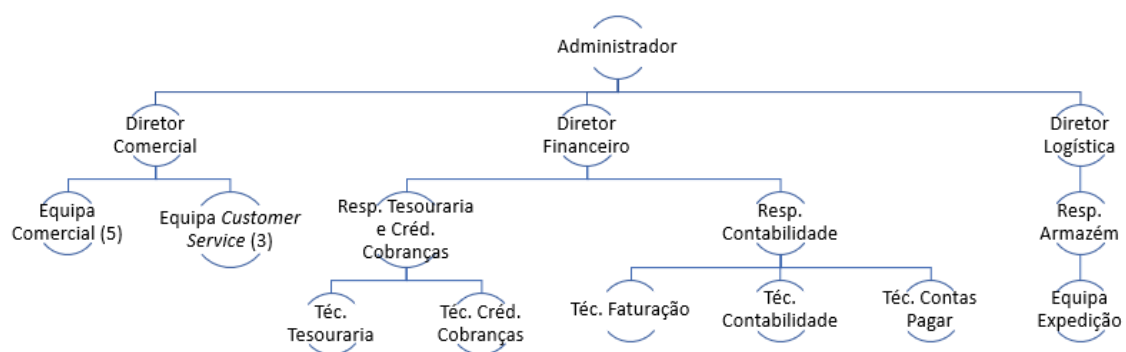 Administrador
Diretor
Comercial
Diretor
Financeiro
Diretor
Logística
Equipa
Comercial (5)
Equipa Customer
Service (3)
Resp. Tesouraria
e Créd.
Cobranças
Resp.
Contabilidade
Resp.
Armazém
Téc.
Tesouraria
Téc. Créd.
Cobranças
Téc. Faturação
Téc.
Contabilidade
Téc. Contas
Pagar
Equipa
Expedição